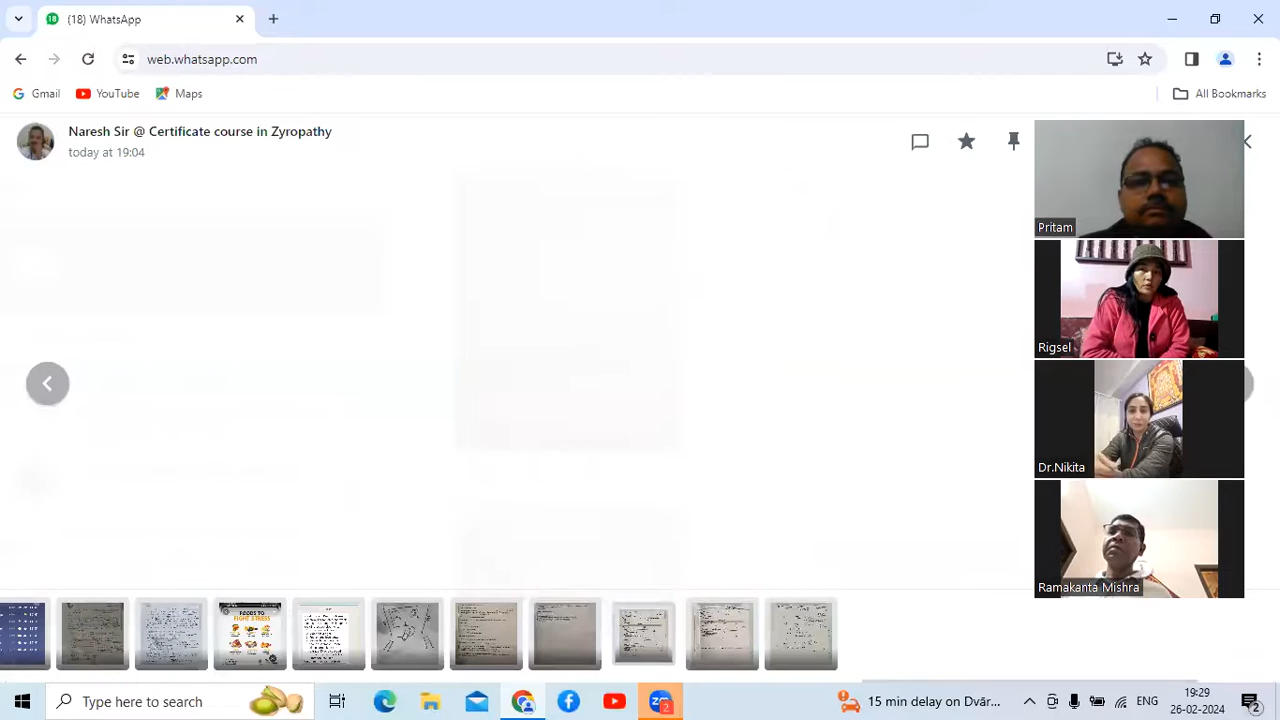 (18) WhatsApp
web.whatsapp.com
Gmail
YouTube
Maps
All Bookmarks
Naresh Sir @ Certificate course in Zyropathy
today at 19:04
Pritam
Rigsel
Dr.Nikita
Ramakanta Mishra
FOODS TO
FIGHT STRESS
Type here to search
15 min delay on Dvār...
ENG
19:29
26-02-2024
2
2